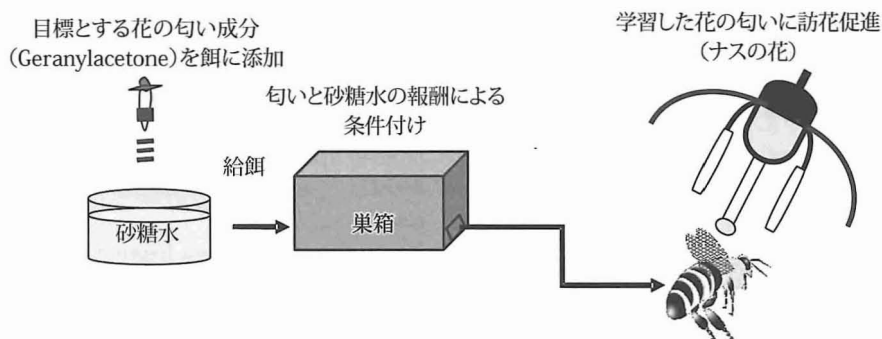 目標とする花の匂い成分
(Geranylacetone)を餌に添加
匂いと砂糖水の報酬による
条件付け
学習した花の匂いに訪花促進
(ナスの花)
給餌
砂糖水
巣箱